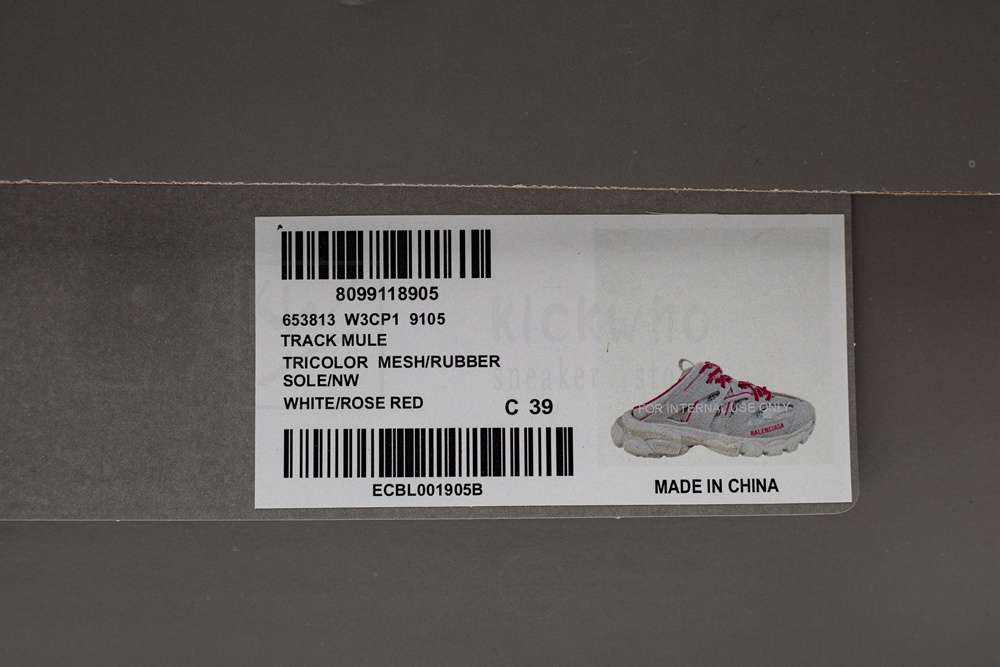 8099118905
653813 W3CP1 9105
TRACK MULE
TRICOLOR MESH/RUBBER
SOLE/NW
WHITE/ROSE RED
C 39
ECBL001905B
kickwho
sneaker store
FOR INTERNAL USE ONLY
BALENCIAGA
MADE IN CHINA